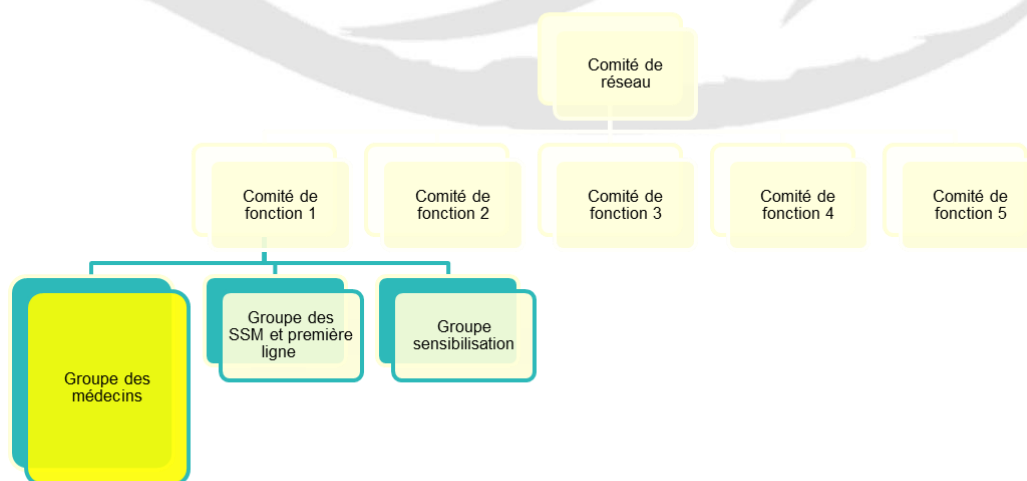 Comité de
réseau
Comité de
fonction 1
Comité de
fonction 2
Comité de
fonction 3
Comité de
fonction 4
Comité de
fonction 5
Groupe des
médecins
Groupe des
SSM et première
ligne
Groupe
sensibilisation